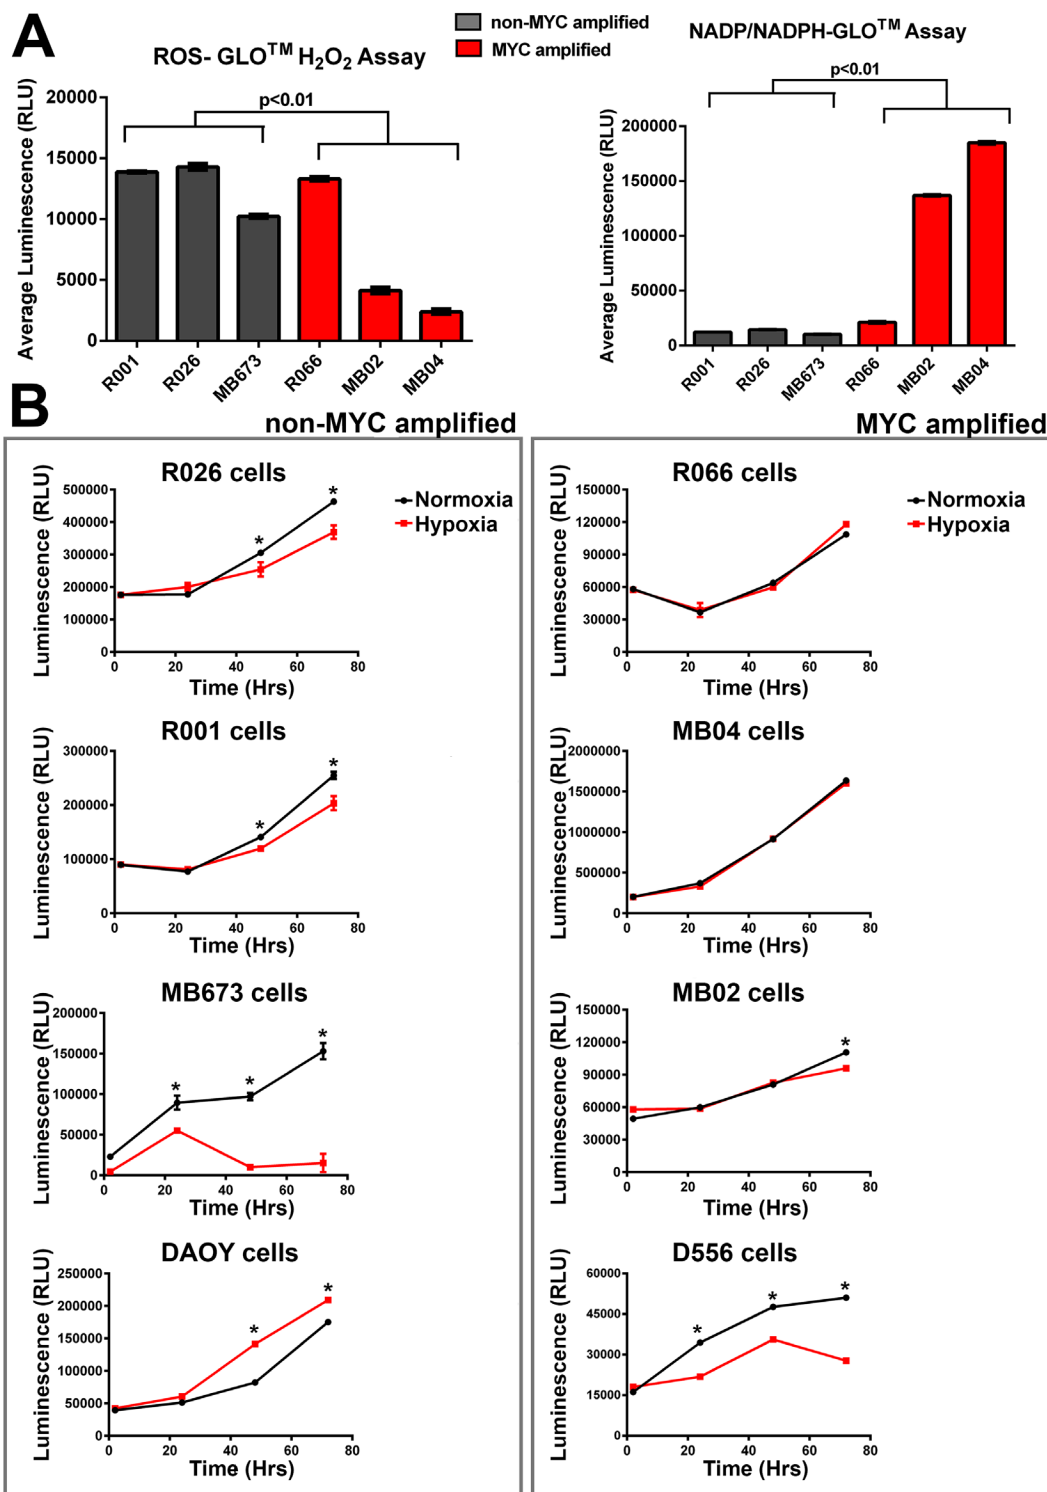 A
non-MYC amplified
MYC amplified
ROS- GLO™ H₂O₂ Assay
NADP/NADPH-GLO™ Assay
p<0.01
p<0.01
Average Luminescence (RLU)
20000
15000
10000
5000
0
R001
R026
MB673
R066
MB02
MB04
Average Luminescence (RLU)
200000
150000
100000
50000
0
R001
R026
MB673
R066
MB02
MB04
B
non-MYC amplified
MYC amplified
R026 cells
Luminescence (RLU)
500000
400000
300000
200000
100000
0
* *
0 20 40 60 80
Time (Hrs)
Normoxia
Hypoxia
R066 cells
Luminescence (RLU)
150000
120000
90000
60000
30000
0
0 20 40 60 80
Time (Hrs)
Normoxia
Hypoxia
R001 cells
Luminescence (RLU)
300000
200000
100000
0
* *
0 20 40 60 80
Time (Hrs)
MB04 cells
Luminescence (RLU)
2000000
1500000
1000000
500000
0
0 20 40 60 80
Time (Hrs)
MB673 cells
Luminescence (RLU)
200000
150000
100000
50000
0
* * *
0 20 40 60 80
Time (Hrs)
MB02 cells
Luminescence (RLU)
150000
120000
90000
60000
30000
0
*
0 20 40 60 80
Time (Hrs)
DAOY cells
Luminescence (RLU)
250000
200000
150000
100000
50000
0
* *
0 20 40 60 80
Time (Hrs)
D556 cells
Luminescence (RLU)
60000
45000
30000
15000
0
* * *
0 20 40 60 80
Time (Hrs)